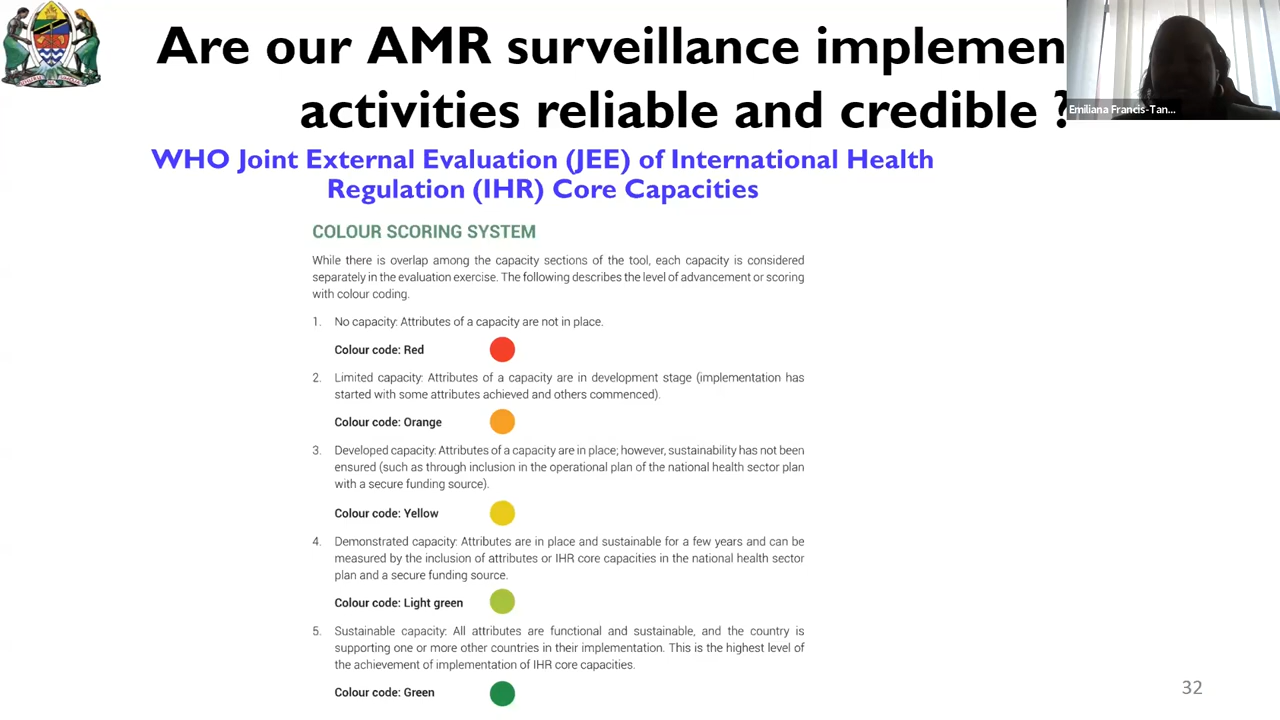 Are our AMR surveillance implemen
activities reliable and credible ?
Emiliana Francis-Tan...
WHO Joint External Evaluation (JEE) of International Health
Regulation (IHR) Core Capacities
COLOUR SCORING SYSTEM
While there is overlap among the capacity sections of the tool, each capacity is considered
separately in the evaluation exercise. The following describes the level of advancement or scoring
with colour coding.
1. No capacity: Attributes of a capacity are not in place.
Colour code: Red
2. Limited capacity: Attributes of a capacity are in development stage (implementation has
started with some attributes achieved and others commenced).
Colour code: Orange
3. Developed capacity: Attributes of a capacity are in place; however, sustainability has not been
ensured (such as through inclusion in the operational plan of the national health sector plan
with a secure funding source).
Colour code: Yellow
4. Demonstrated capacity: Attributes are in place and sustainable for a few years and can be
measured by the inclusion of attributes or IHR core capacities in the national health sector
plan and a secure funding source.
Colour code: Light green
5. Sustainable capacity: All attributes are functional and sustainable, and the country is
supporting one or more other countries in their implementation. This is the highest level of
the achievement of implementation of IHR core capacities.
Colour code: Green
32